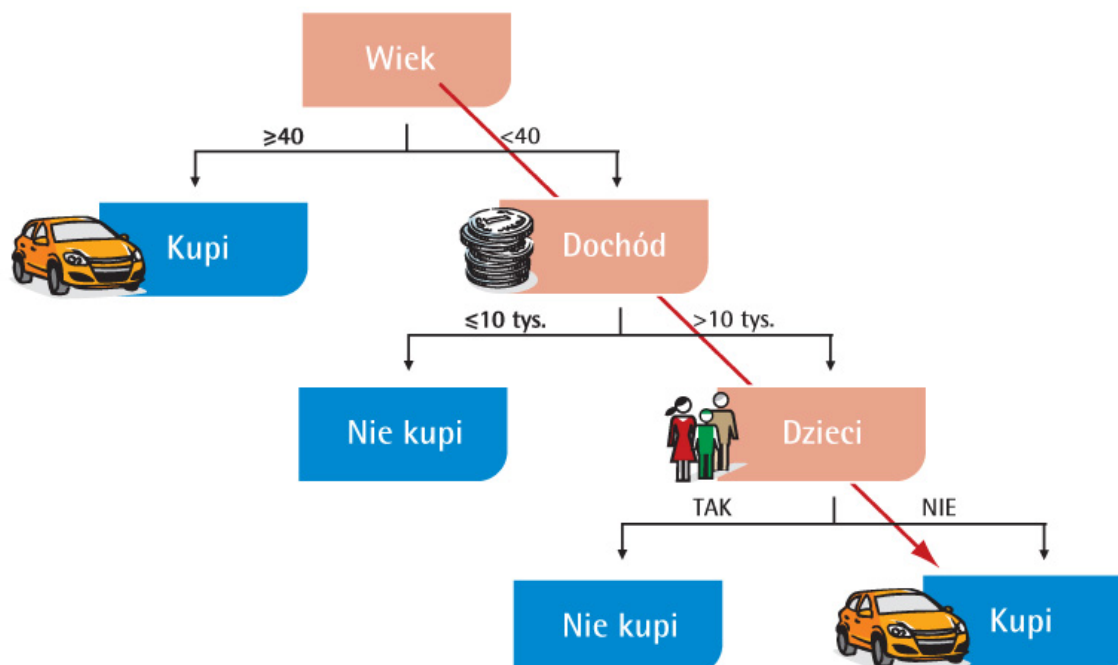 Wiek
≥40
<40
Kupi
Dochód
≤10 tys.
>10 tys.
Nie kupi
Dzieci
TAK
NIE
Nie kupi
Kupi